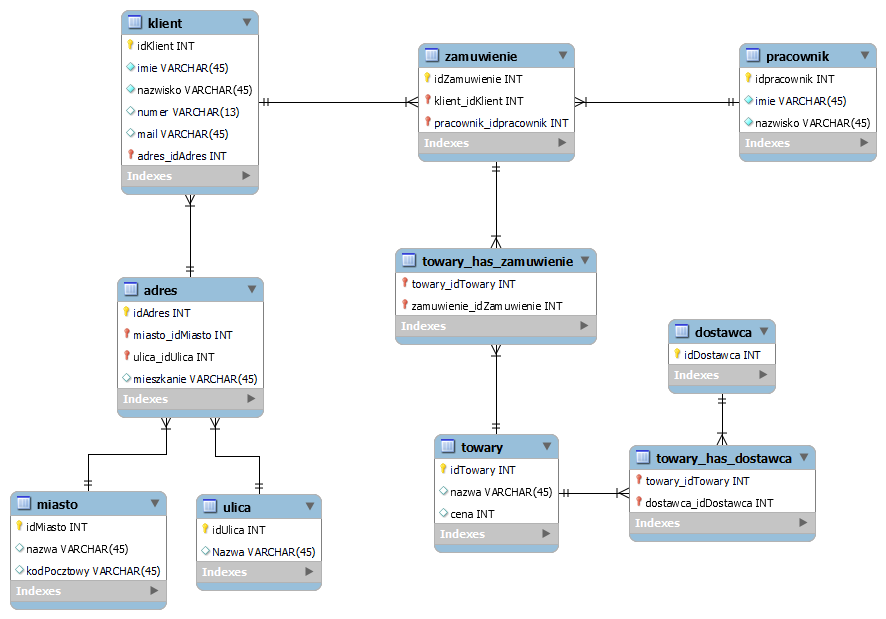 klient
idKlient INT
imie VARCHAR(45)
nazwisko VARCHAR(45)
numer VARCHAR(13)
mail VARCHAR(45)
adres_idAdres INT
Indexes
zamuwienie
idZamuwienie INT
klient_idKlient INT
pracownik_idpracownik INT
Indexes
pracownik
idpracownik INT
imie VARCHAR(45)
nazwisko VARCHAR(45)
Indexes
adres
idAdres INT
miasto_idMiasto INT
ulica_idUlica INT
mieszkanie VARCHAR(45)
Indexes
towary_has_zamuwienie
towary_idTowary INT
zamuwienie_idZamuwienie INT
Indexes
dostawca
idDostawca INT
Indexes
towary
idTowary INT
nazwa VARCHAR(45)
cena INT
Indexes
towary_has_dostawca
towary_idTowary INT
dostawca_idDostawca INT
Indexes
miasto
idMiasto INT
nazwa VARCHAR(45)
kodPocztowy VARCHAR(45)
Indexes
ulica
idUlica INT
Nazwa VARCHAR(45)
Indexes